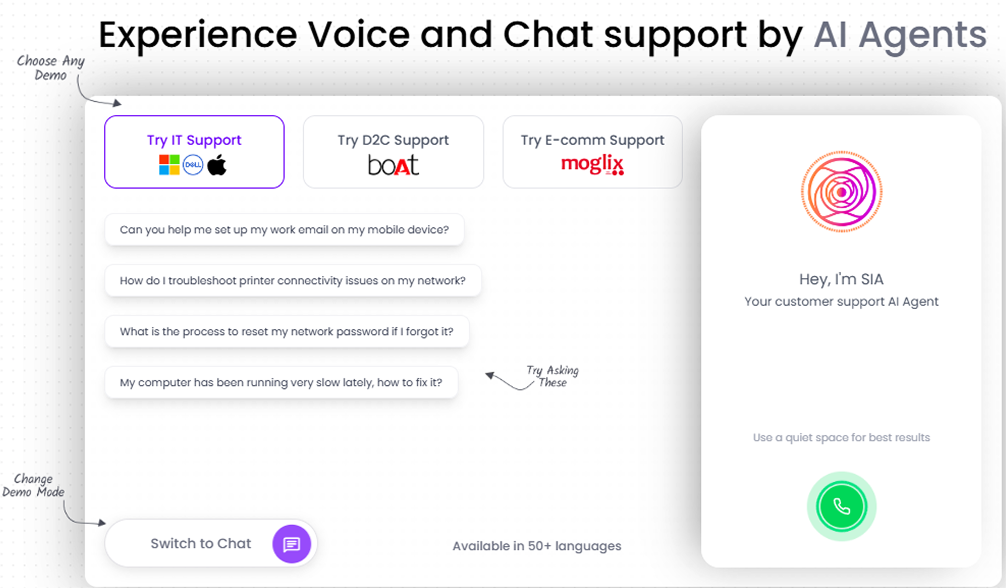 Experience Voice and Chat support by AI Agents
Choose Any
Demo
Try IT Support
DELL
Try D2C Support
boAt
Try E-comm Support
moglix
Can you help me set up my work email on my mobile device?
How do I troubleshoot printer connectivity issues on my network?
What is the process to reset my network password if I forgot it?
My computer has been running very slow lately, how to fix it?
Try Asking
These
Change
Demo Mode
Switch to Chat
Available in 50+ languages
Hey, I'm SIA
Your customer support AI Agent
Use a quiet space for best results